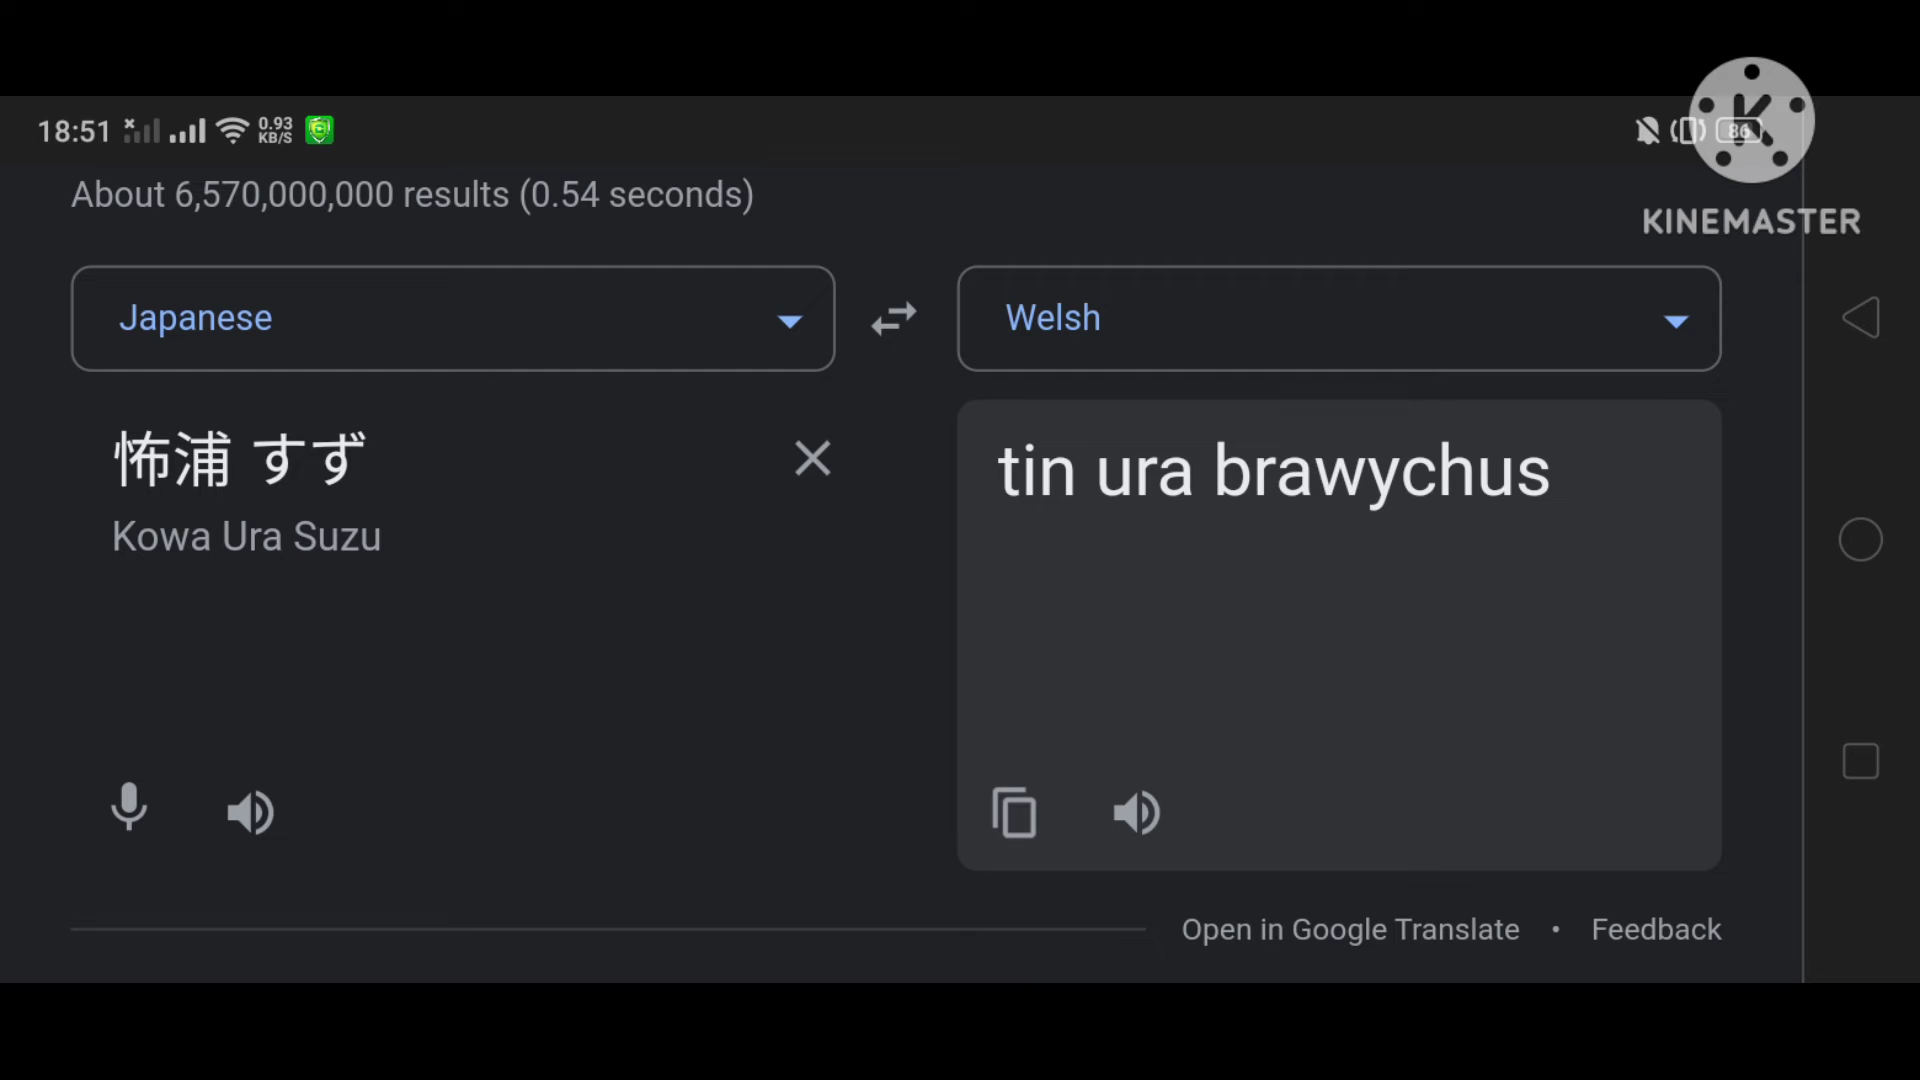 18:51 0.93 KB/S 86
KINEMASTER
About 6,570,000,000 results (0.54 seconds)
Japanese
Welsh
怖浦 すず
Kowa Ura Suzu
tin ura brawychus
Open in Google Translate • Feedback